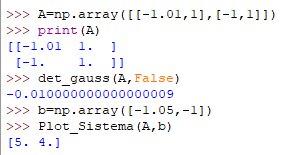 >>> A=np.array([[-1.01,1],[-1,1]])
>>> print(A)
[[-1.01  1.  ]
 [-1.    1.  ]]
>>> det_gauss(A,False)
-0.010000000000000009
>>> b=np.array([-1.05,-1])
>>> Plot_Sistema(A,b)
[5. 4.]